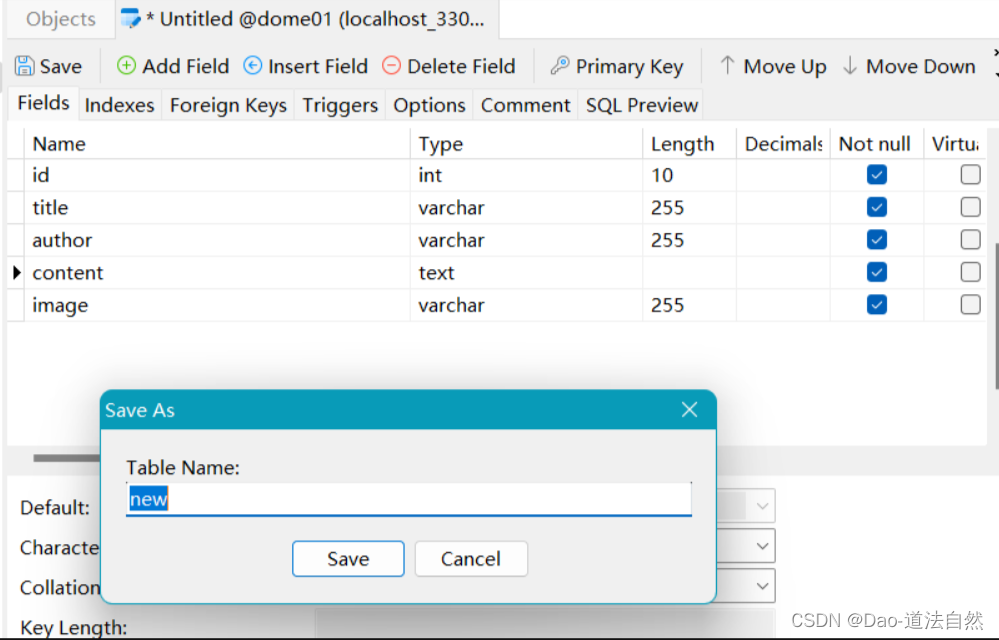 Objects * Untitled @dome01 (localhost_330...
Save Add Field Insert Field Delete Field Primary Key Move Up Move Down
Fields Indexes Foreign Keys Triggers Options Comment SQL Preview
Name Type Length Decimals Not null Virtu
id int 10
title varchar 255
author varchar 255
content text
image varchar 255
Save As
Table Name:
new
Default:
Save Cancel
Characte
Collation
Key Length:
CSDN @Dao-道法自然